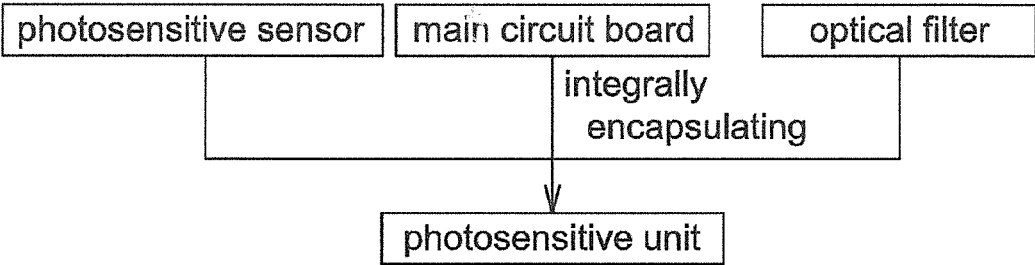 photosensitive sensor
main circuit board
optical filter
integrally
encapsulating
photosensitive unit